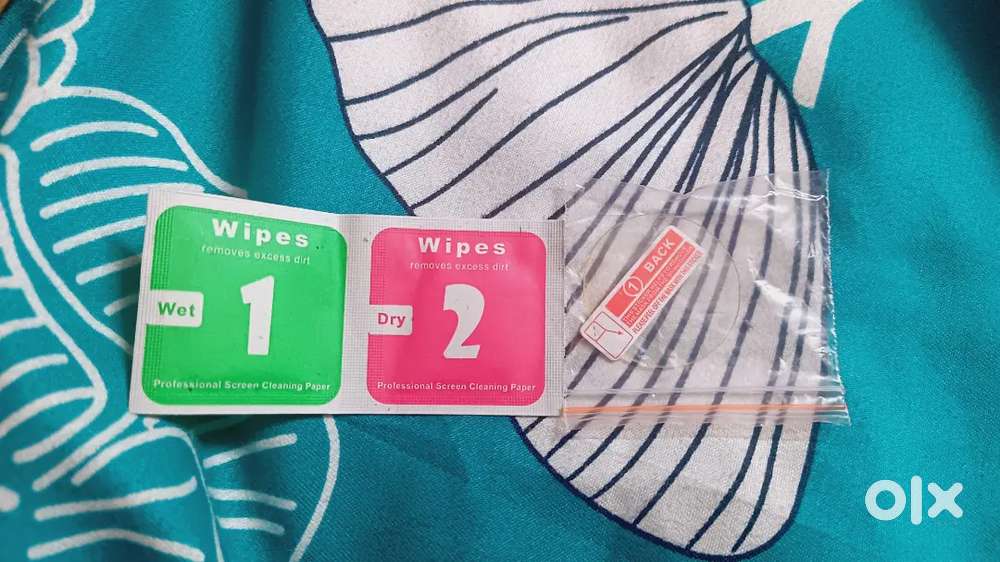 Wipes
removes excess dirt
Wet
1
Professional Screen Cleaning Paper
Wipes
removes excess dirt
Dry
2
Professional Screen Cleaning Paper
1 BACK
olx